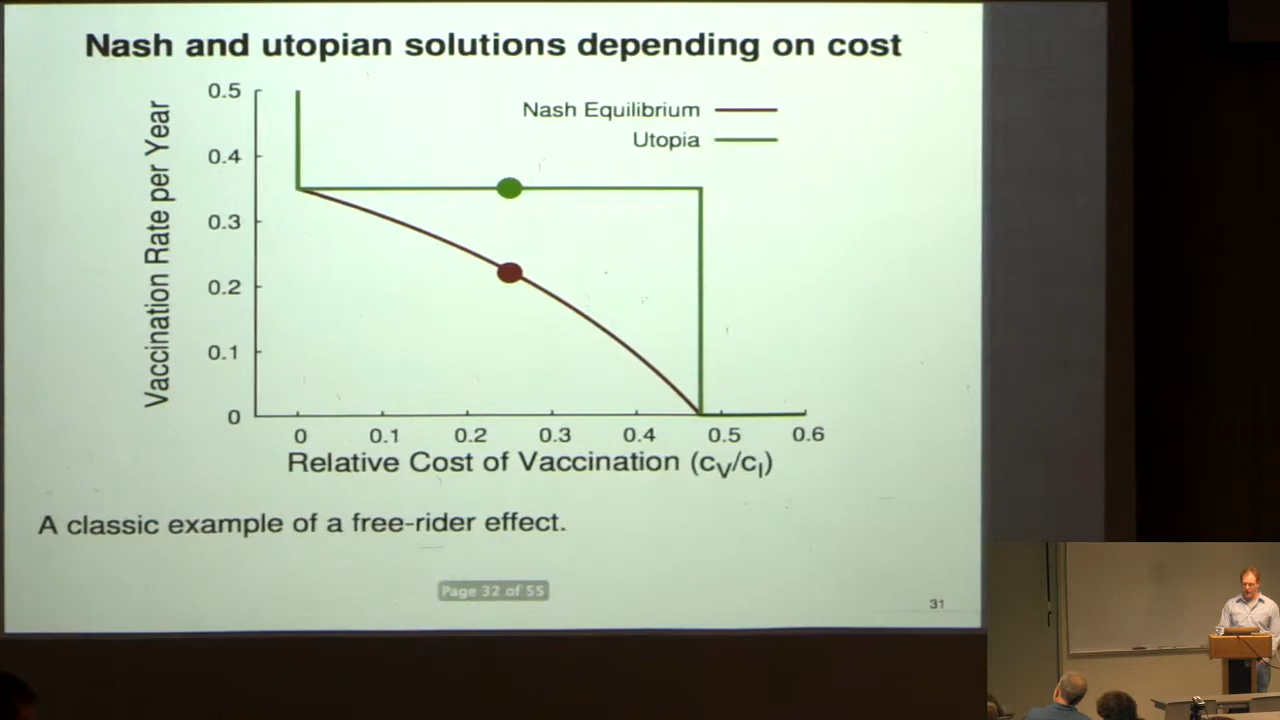 Nash and utopian solutions depending on cost
Vaccination Rate per Year
0.5
0.4
0.3
0.2
0.1
0
Nash Equilibrium
Utopia
0 0.1 0.2 0.3 0.4 0.5 0.6
Relative Cost of Vaccination (cV/cI)
A classic example of a free-rider effect.
Page 32 of 55
31